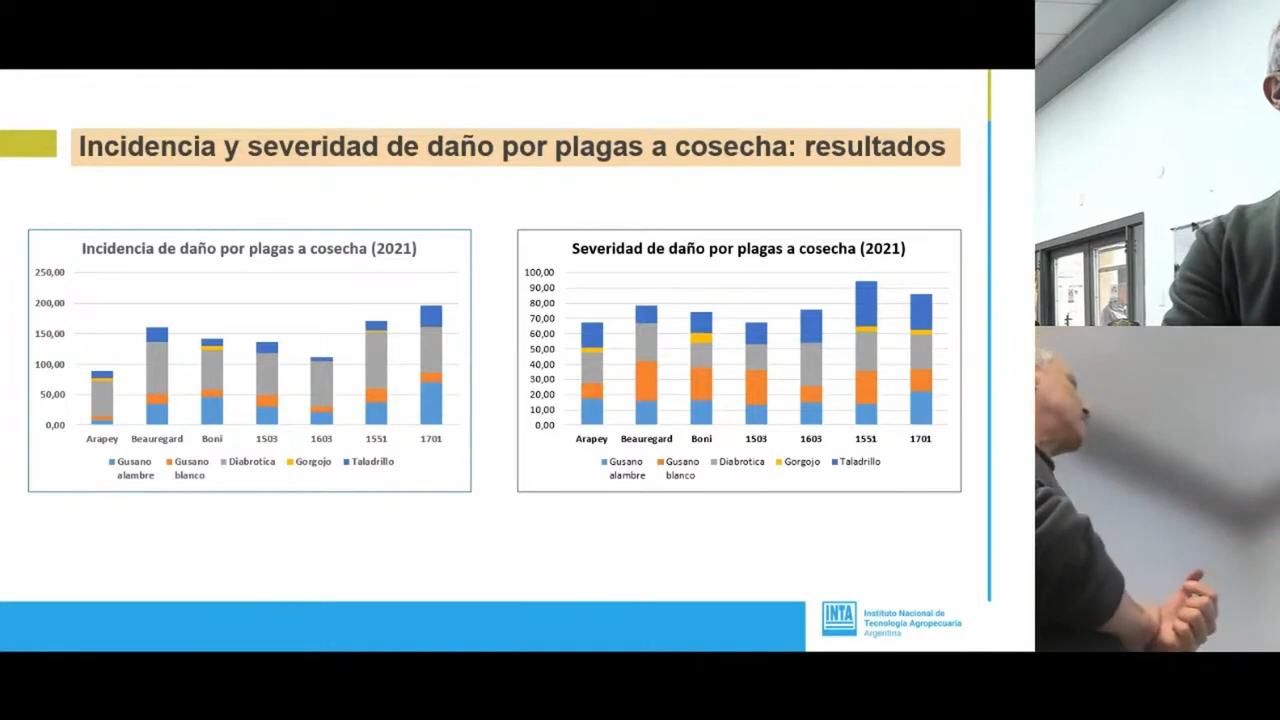 Incidencia y severidad de daño por plagas a cosecha: resultados
Incidencia de daño por plagas a cosecha (2021)
250,00
200,00
150,00
100,00
50,00
0,00
Arapey Beauregard Boni 1503 1603 1551 1701
Gusano alambre Gusano blanco Diabrotica Gorgojo Taladrillo
Severidad de daño por plagas a cosecha (2021)
100,00
90,00
80,00
70,00
60,00
50,00
40,00
30,00
20,00
10,00
0,00
Arapey Beauregard Boni 1503 1603 1551 1701
Gusano alambre Gusano blanco Diabrotica Gorgojo Taladrillo
INTA
Instituto Nacional de
Tecnología Agropecuaria
Argentina